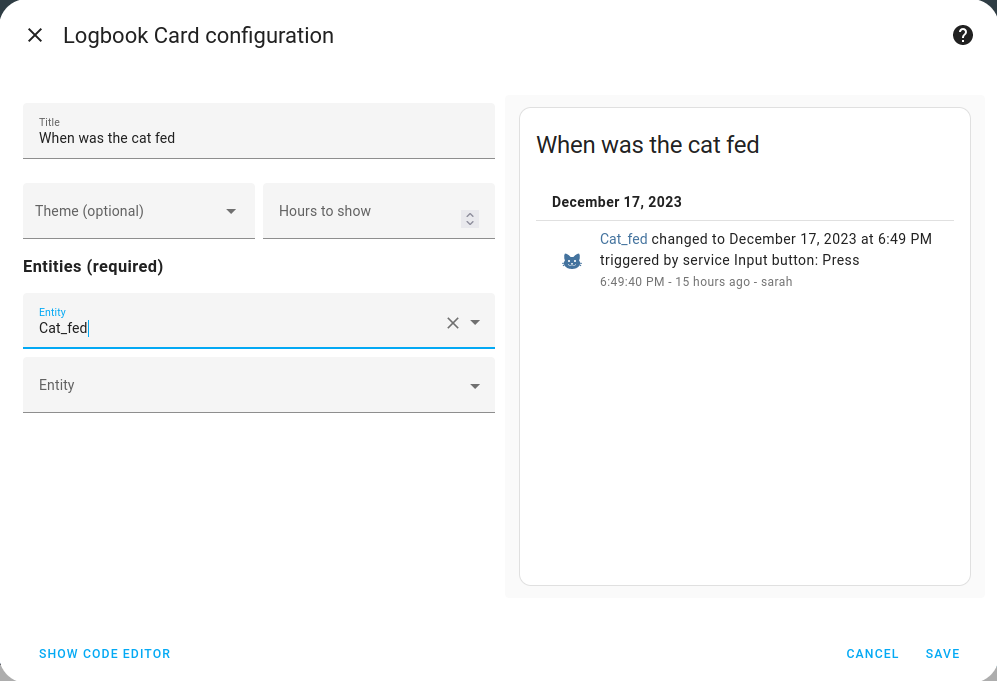 Logbook Card configuration
Title
When was the cat fed
Theme (optional)
Hours to show
Entities (required)
Entity
Cat_fed
Entity
When was the cat fed
December 17, 2023
Cat_fed changed to December 17, 2023 at 6:49 PM
triggered by service Input button: Press
6:49:40 PM - 15 hours ago - sarah
SHOW CODE EDITOR
CANCEL
SAVE